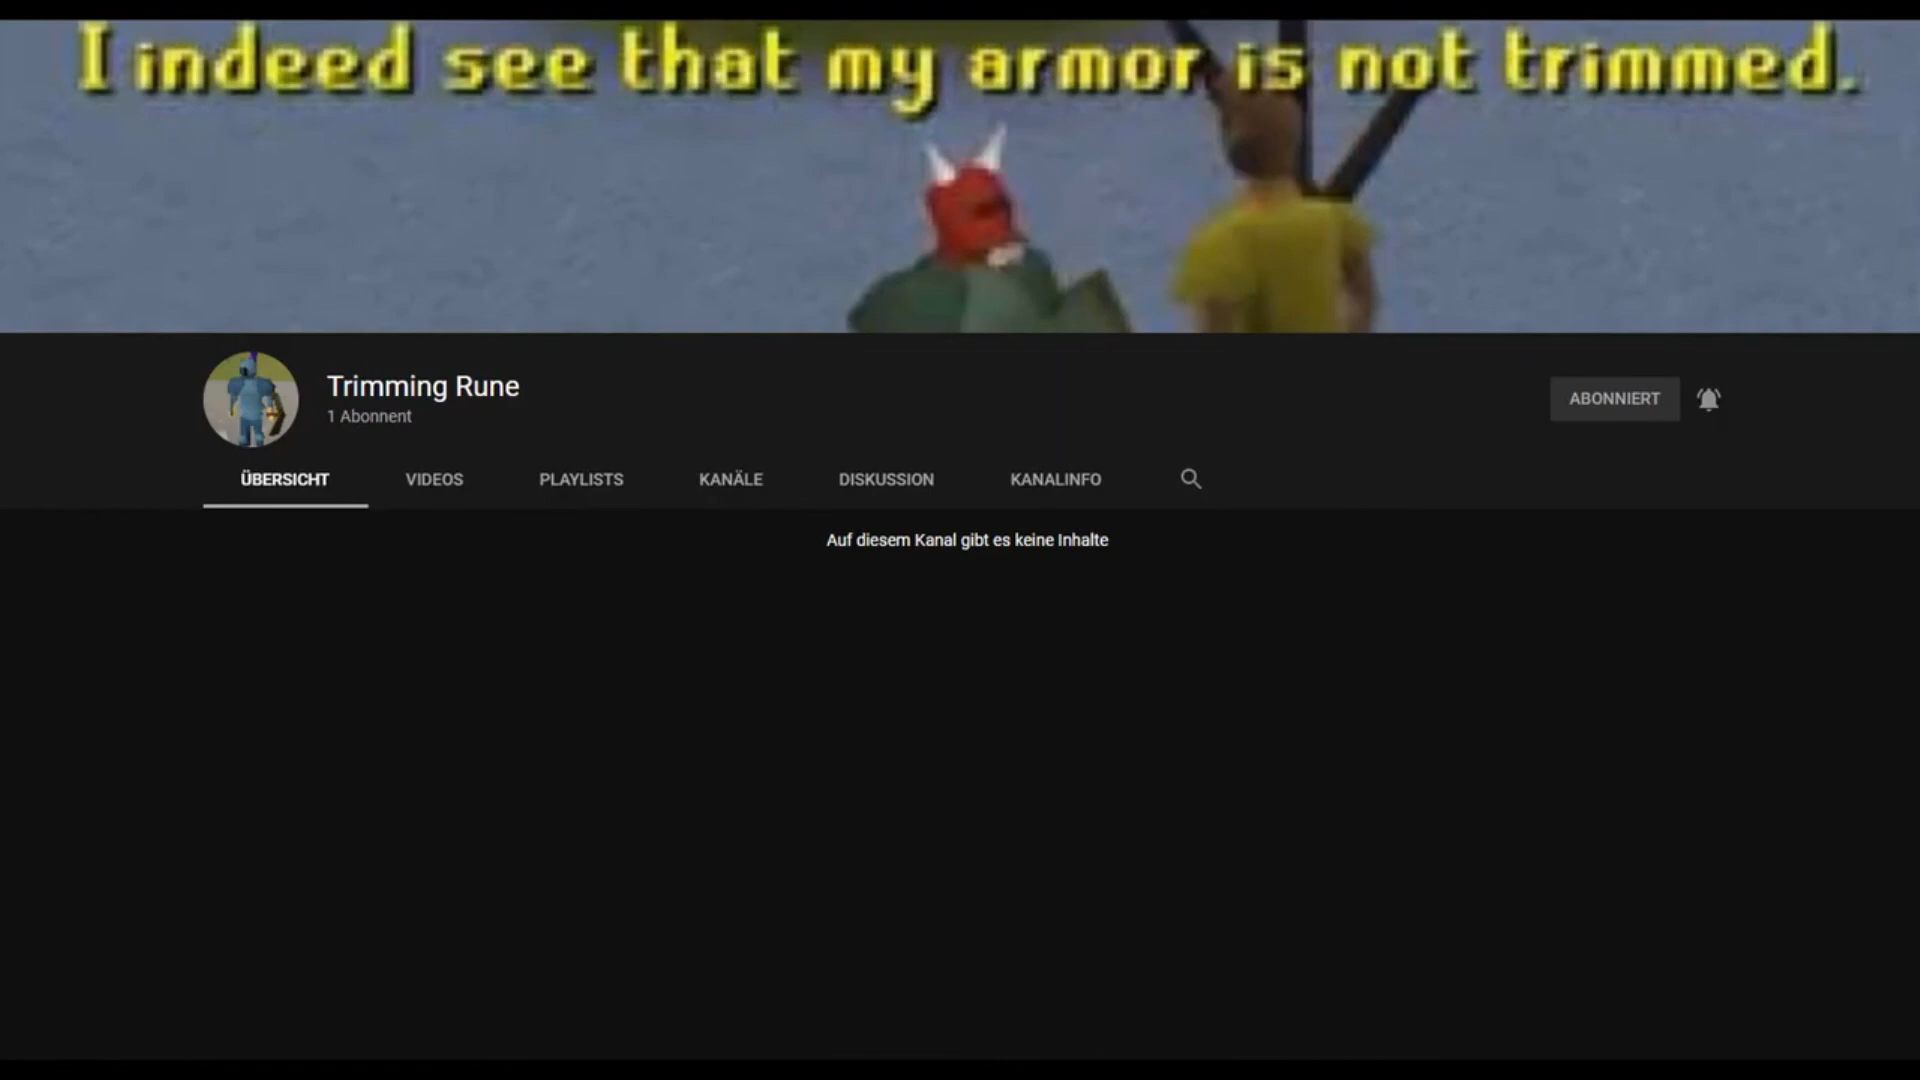 I indeed see that my armor is not trimmed.
Trimming Rune
1 Abonnent
ABONNIERT
ÜBERSICHT VIDEOS PLAYLISTS KANÄLE DISKUSSION KANALINFO
Auf diesem Kanal gibt es keine Inhalte